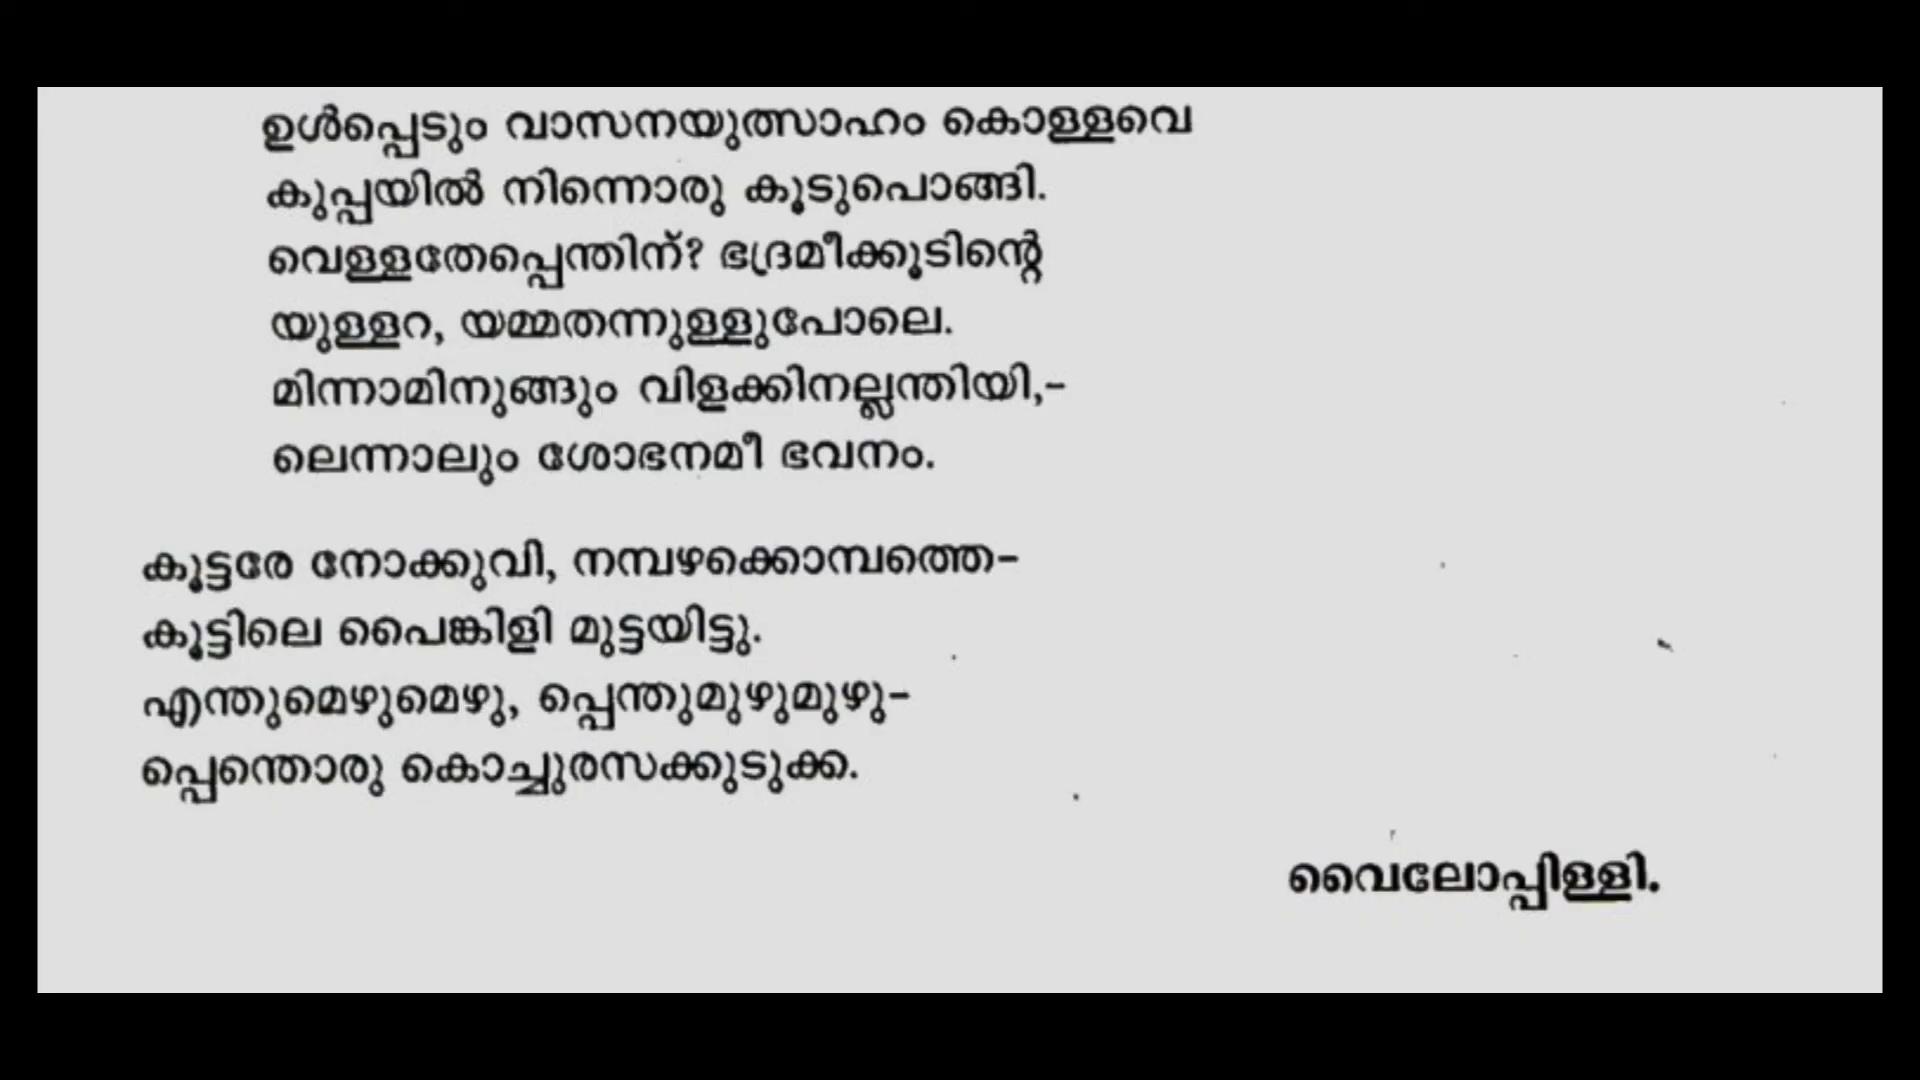 ഉൾപ്പെടും വാസനയുത്സാഹം കൊള്ളവെ
കുപ്പയിൽ നിന്നൊരു കൂടുപൊങ്ങി.
വെള്ളതേപ്പെന്തിന്? ഭദ്രമീക്കൂടിന്റെ
യുള്ളറ, യമ്മതന്നുള്ളുപോലെ.
മിന്നാമിനുങ്ങും വിളക്കിനല്ലന്തിയി,-
ലെന്നാലും ശോഭനമീ ഭവനം.
കൂട്ടരേ നോക്കുവി, നമ്പഴക്കൊമ്പത്തെ-
കൂട്ടിലെ പൈങ്കിളി മുട്ടയിട്ടു.
എന്തുമെഴുമെഴു, പ്പെന്തുമുഴുമുഴു-
പ്പെന്തൊരു കൊച്ചുരസക്കുടുക്ക.
വൈലോപ്പിള്ളി.